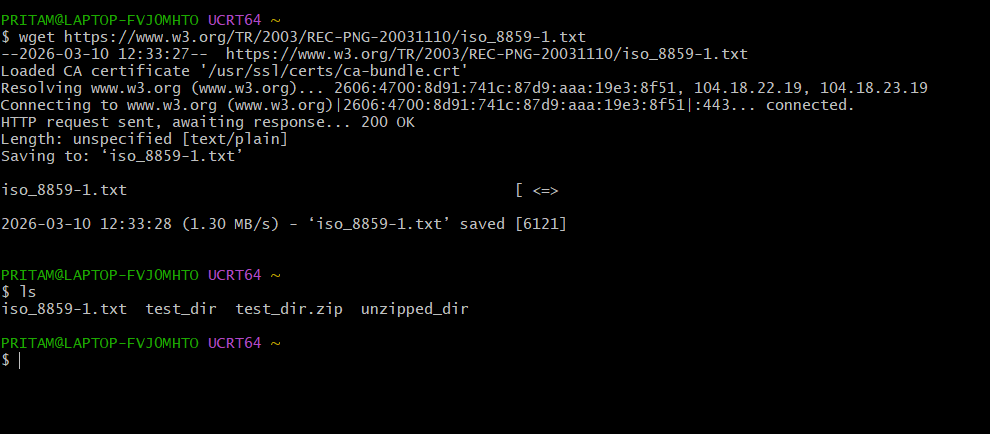 PRITAM@LAPTOP-FVJ0MHTO UCRT64 ~
$ wget https://www.w3.org/TR/2003/REC-PNG-20031110/iso_8859-1.txt
--2026-03-10 12:33:27--  https://www.w3.org/TR/2003/REC-PNG-20031110/iso_8859-1.txt
Loaded CA certificate '/usr/ssl/certs/ca-bundle.crt'
Resolving www.w3.org (www.w3.org)... 2606:4700:8d91:741c:87d9:aaa:19e3:8f51, 104.18.22.19, 104.18.23.19
Connecting to www.w3.org (www.w3.org)|2606:4700:8d91:741c:87d9:aaa:19e3:8f51|:443... connected.
HTTP request sent, awaiting response... 200 OK
Length: unspecified [text/plain]
Saving to: ‘iso_8859-1.txt’
iso_8859-1.txt [ <=>
2026-03-10 12:33:28 (1.30 MB/s) - ‘iso_8859-1.txt’ saved [6121]
PRITAM@LAPTOP-FVJ0MHTO UCRT64 ~
$ ls
iso_8859-1.txt  test_dir  test_dir.zip  unzipped_dir
PRITAM@LAPTOP-FVJ0MHTO UCRT64 ~
$